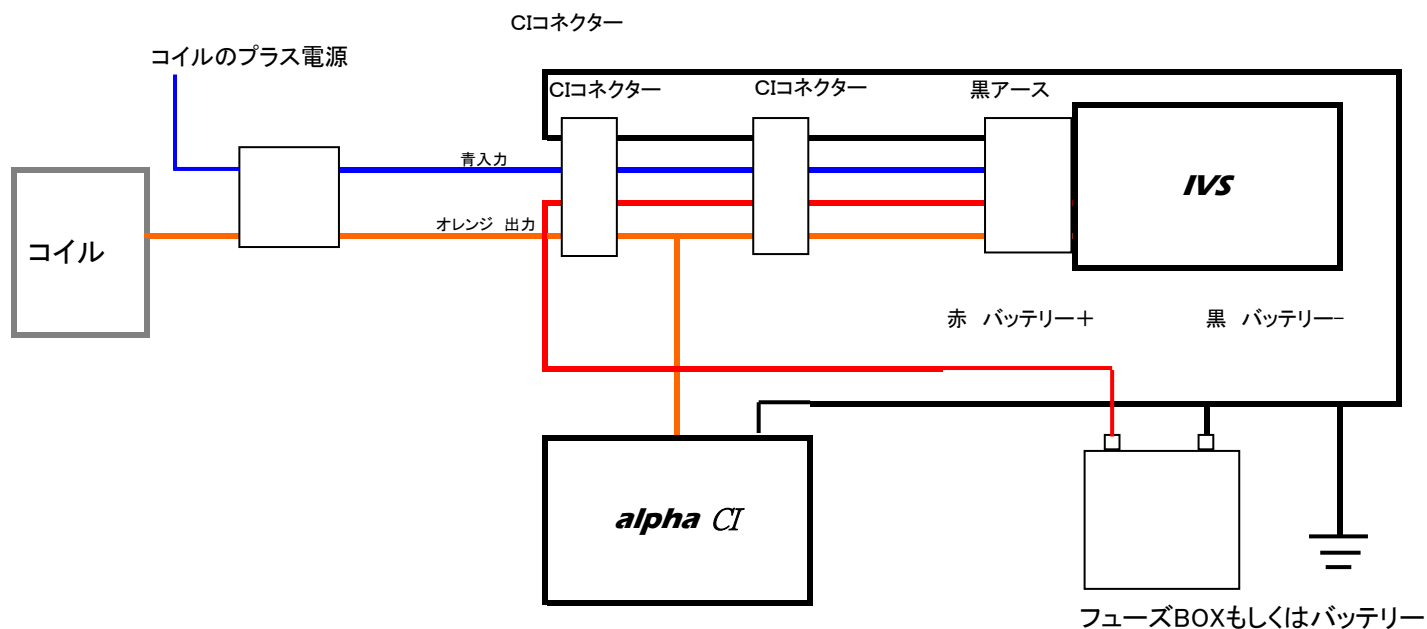 CIコネクター
コイルのプラス電源
CIコネクター
CIコネクター
黒アース
青入力
IVS
オレンジ 出力
コイル
赤 バッテリー＋
黒 バッテリー−
alpha CI
フューズBOXもしくはバッテリー